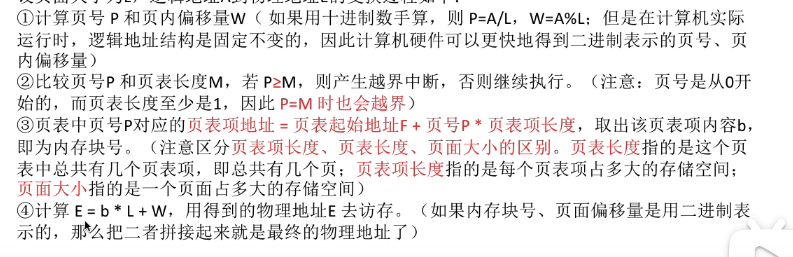 ①计算页号 P 和页内偏移量W（ 如果用十进制数手算，则 P=A/L，W=A%L；但是在计算机实际
运行时，逻辑地址结构是固定不变的，因此计算机硬件可以更快地得到二进制表示的页号、页
内偏移量）
②比较页号P 和页表长度M，若 P≥M，则产生越界中断，否则继续执行。（注意：页号是从0开
始的，而页表长度至少是1，因此 P=M 时也会越界）
③页表中页号P对应的页表项地址 = 页表起始地址F + 页号P * 页表项长度，取出该页表项内容b，
即为内存块号。（注意区分页表项长度、页表长度、页面大小的区别。页表长度指的是这个页
表中总共有几个页表项，即总共有几个页；页表项长度指的是每个页表项占多大的存储空间；
页面大小指的是一个页面占多大的存储空间）
④计算 E = b * L + W，用得到的物理地址E 去访存。（如果内存块号、页面偏移量是用二进制表
示的，那么把二者拼接起来就是最终的物理地址了）